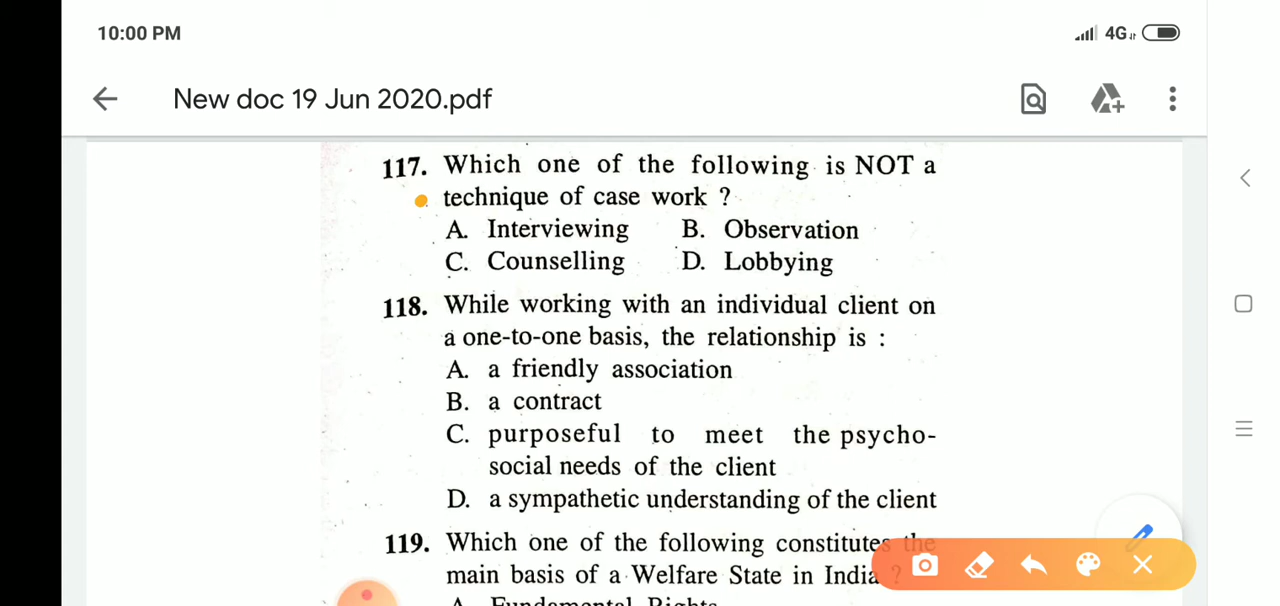 10:00 PM
4G
New doc 19 Jun 2020.pdf
117. Which one of the following is NOT a
technique of case work ?
A. Interviewing B. Observation
C. Counselling D. Lobbying
118. While working with an individual client on
a one-to-one basis, the relationship is :
A. a friendly association
B. a contract
C. purposeful to meet the psycho-
social needs of the client
D. a sympathetic understanding of the client
119. Which one of the following constitutes the
main basis of a Welfare State in India ?
A. Fundamental Rights